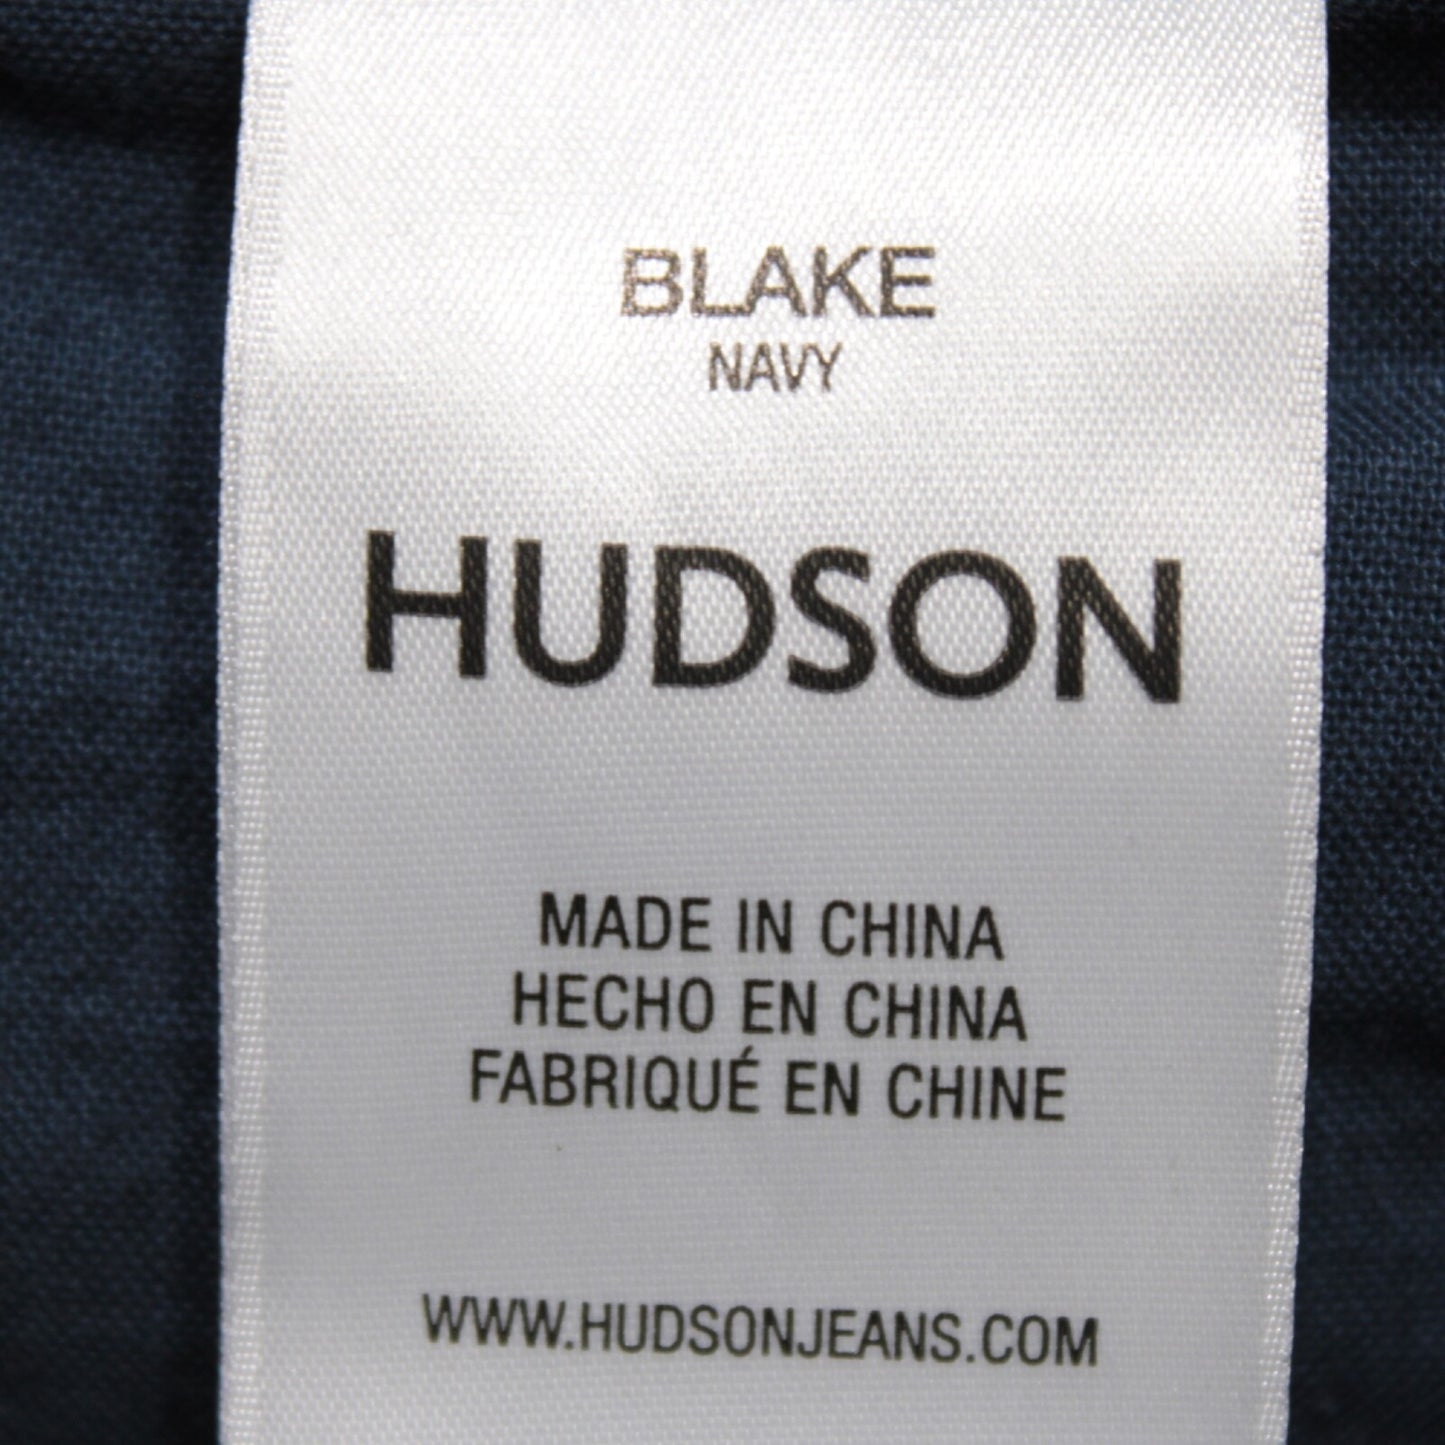 BLAKE
NAVY
HUDSON
MADE IN CHINA
HECHO EN CHINA
FABRIQUÉ EN CHINE
WWW.HUDSONJEANS.COM